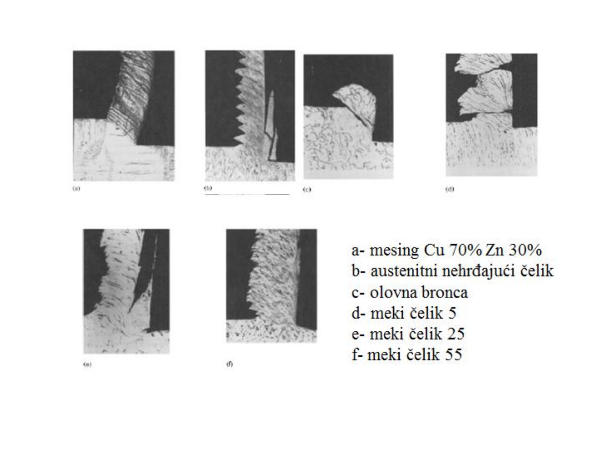 (a)
(b)
(c)
(d)
(e)
(f)
a- mesing Cu 70% Zn 30%
b- austenitni nehrđajući čelik
c- olovna bronca
d- meki čelik 5
e- meki čelik 25
f- meki čelik 55